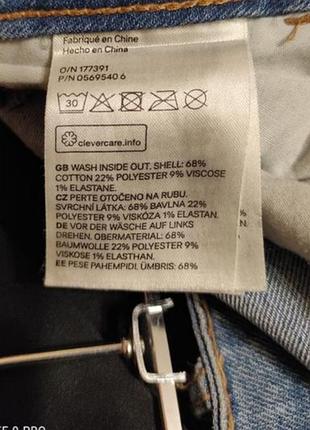 Fabriqué en Chine
Hecho en China
O/N 177391
P/N 0569540 6
30
clevercare.info
GB WASH INSIDE OUT. SHELL: 68%
COTTON 22% POLYESTER 9% VISCOSE
1% ELASTANE.
CZ PERTE OTOČENO NA RUBU.
SVRCHNÍ LÁTKA: 68% BAVLNA 22%
POLYESTER 9% VISKÓZA 1% ELASTAN.
DE VOR DER WÄSCHE AUF LINKS
DREHEN. OBERMATERIAL: 68%
BAUMWOLLE 22% POLYESTER 9%
VISKOSE 1% ELASTHAN.
EE PESE PAHEMPIDI. ÜMBRIS: 68%